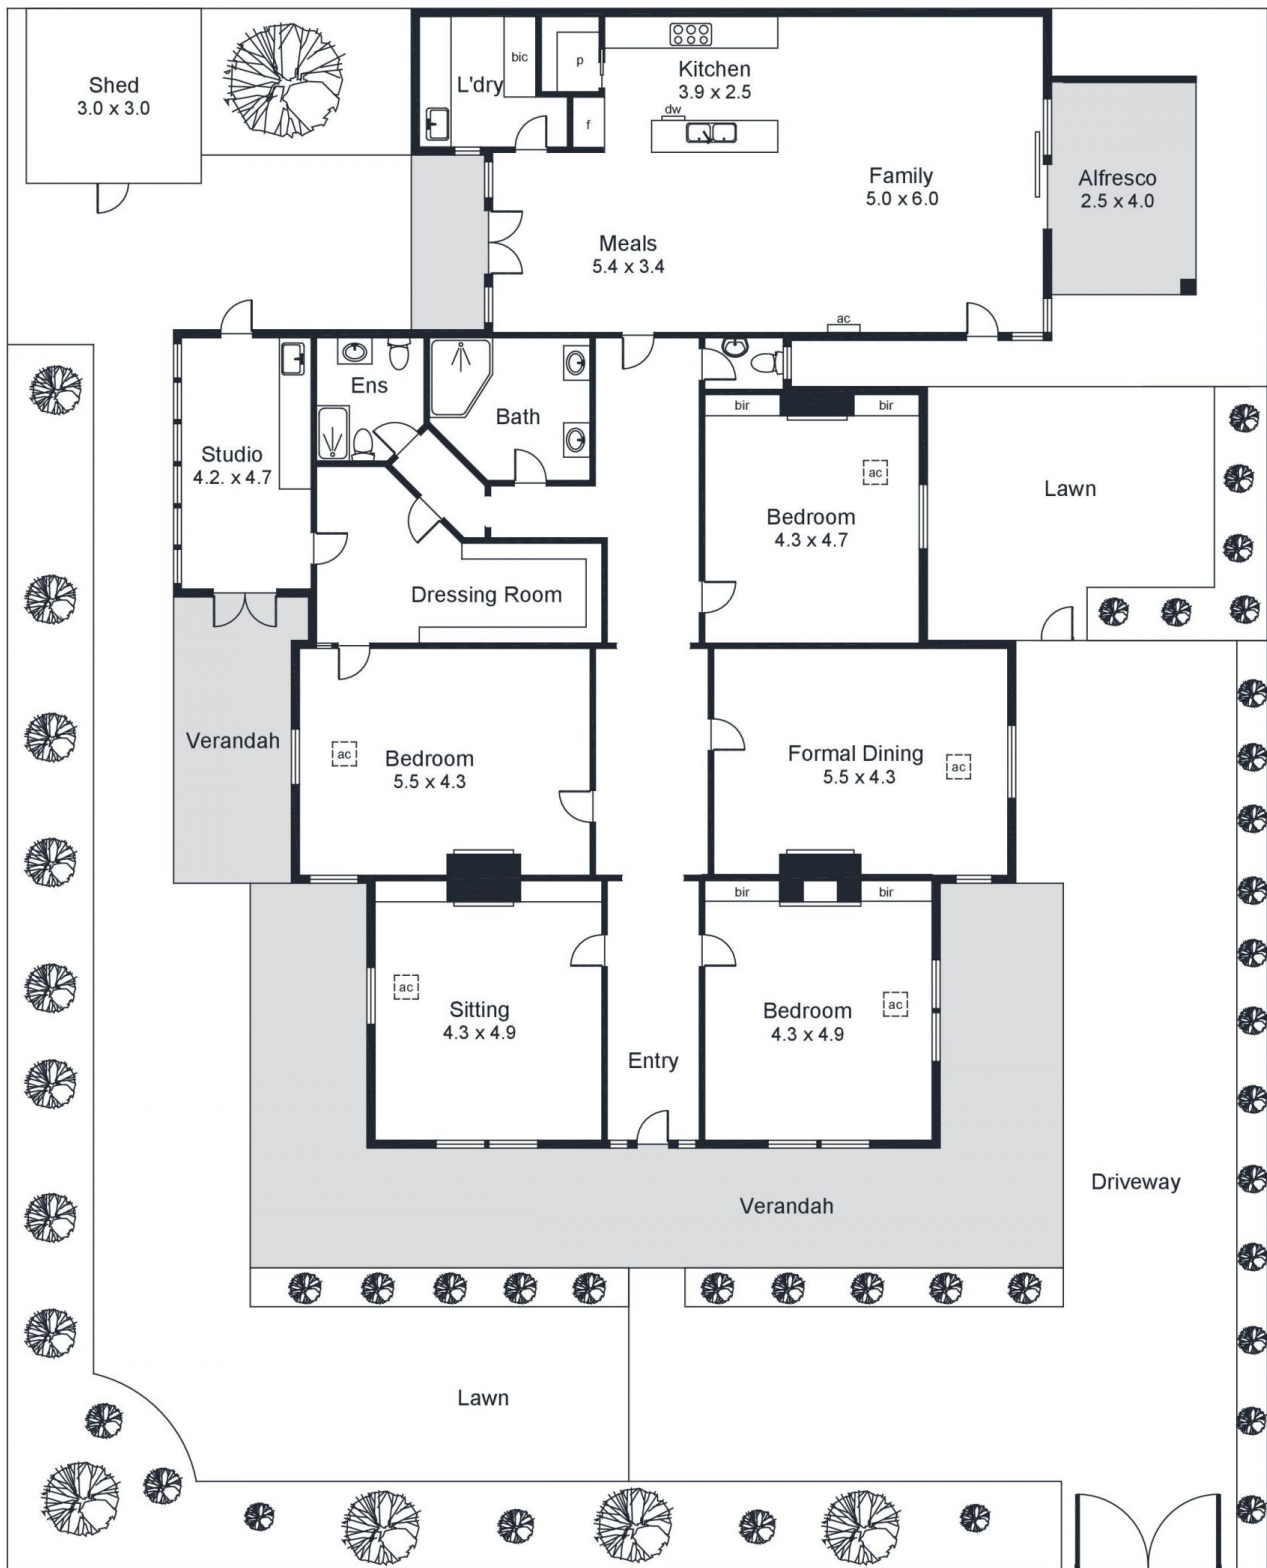 Shed
3.0 x 3.0
L'dry
bic
p
f
Kitchen
3.9 x 2.5
dw
Family
5.0 x 6.0
Alfresco
2.5 x 4.0
Meals
5.4 x 3.4
ac
Ens
Bath
Studio
4.2. x 4.7
bir
bir
ac
Bedroom
4.3 x 4.7
Lawn
Dressing Room
Verandah
ac
Bedroom
5.5 x 4.3
Formal Dining
5.5 x 4.3
ac
bir
bir
ac
Sitting
4.3 x 4.9
Entry
Bedroom
4.3 x 4.9
ac
Verandah
Driveway
Lawn